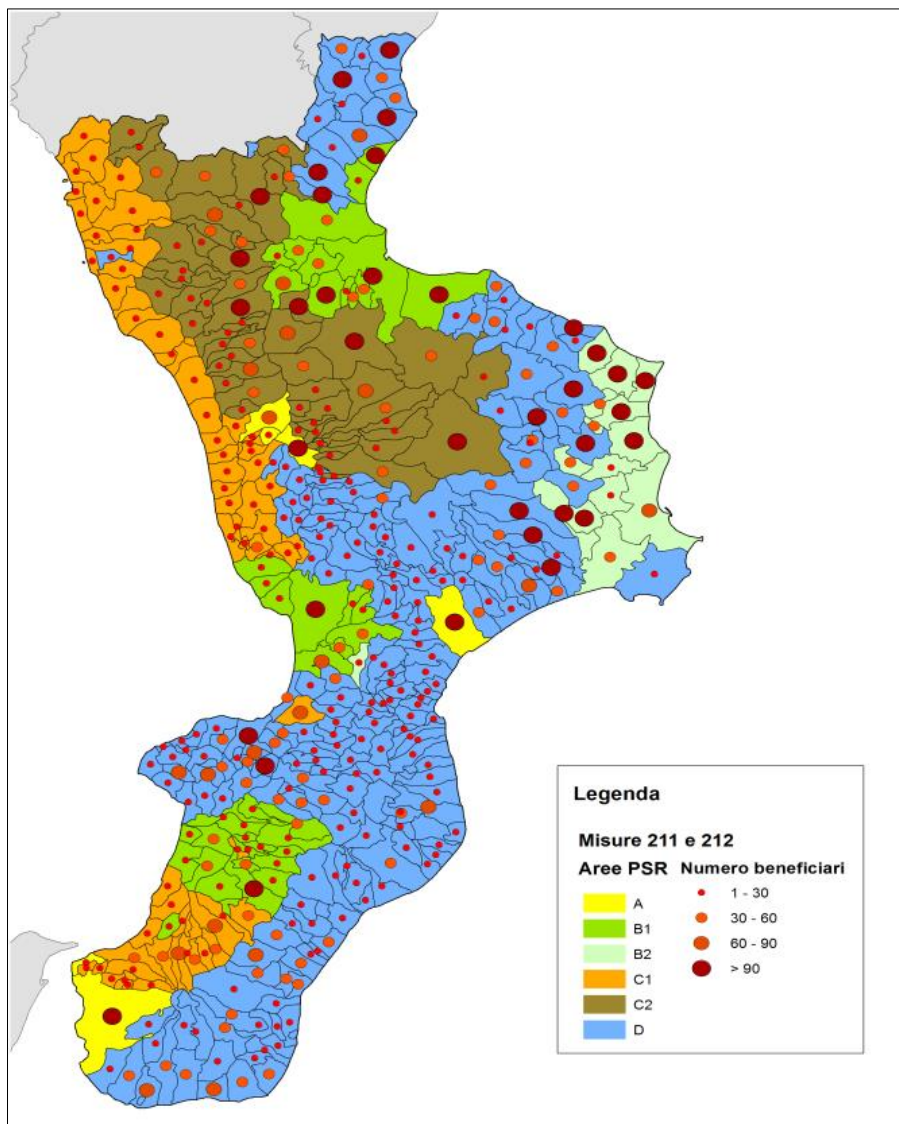 Legenda
Misure 211 e 212
Aree PSR Numero beneficiari
A 1 - 30
B1 30 - 60
B2 60 - 90
C1 > 90
C2
D